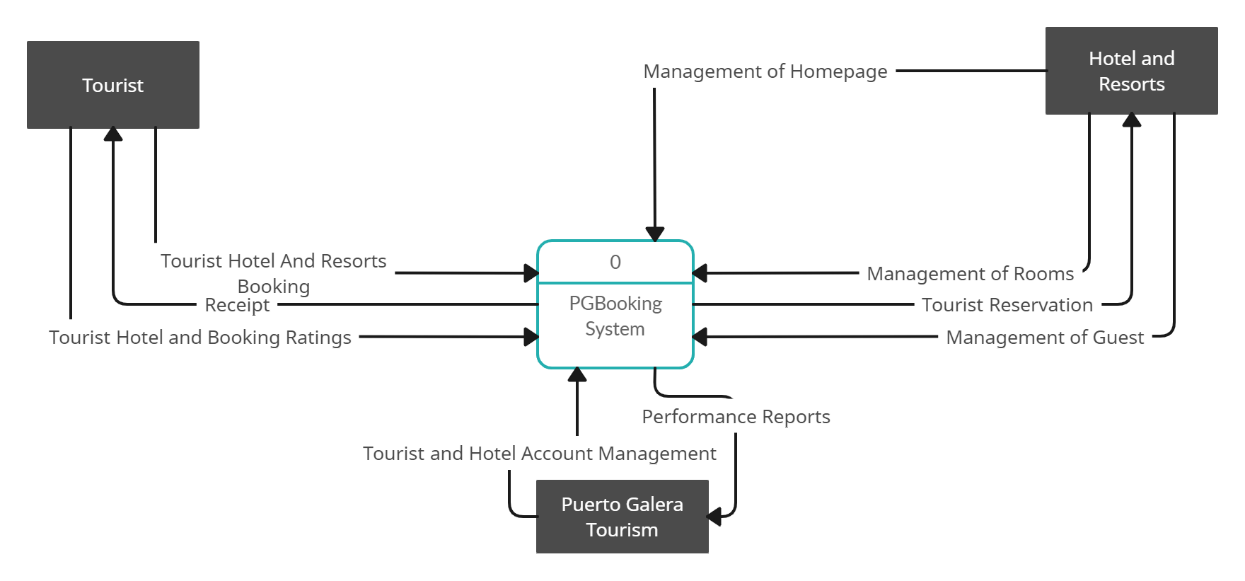 Tourist
Hotel and
Resorts
Management of Homepage
0
PGBooking
System
Tourist Hotel And Resorts
Booking
Receipt
Tourist Hotel and Booking Ratings
Management of Rooms
Tourist Reservation
Management of Guest
Performance Reports
Tourist and Hotel Account Management
Puerto Galera
Tourism